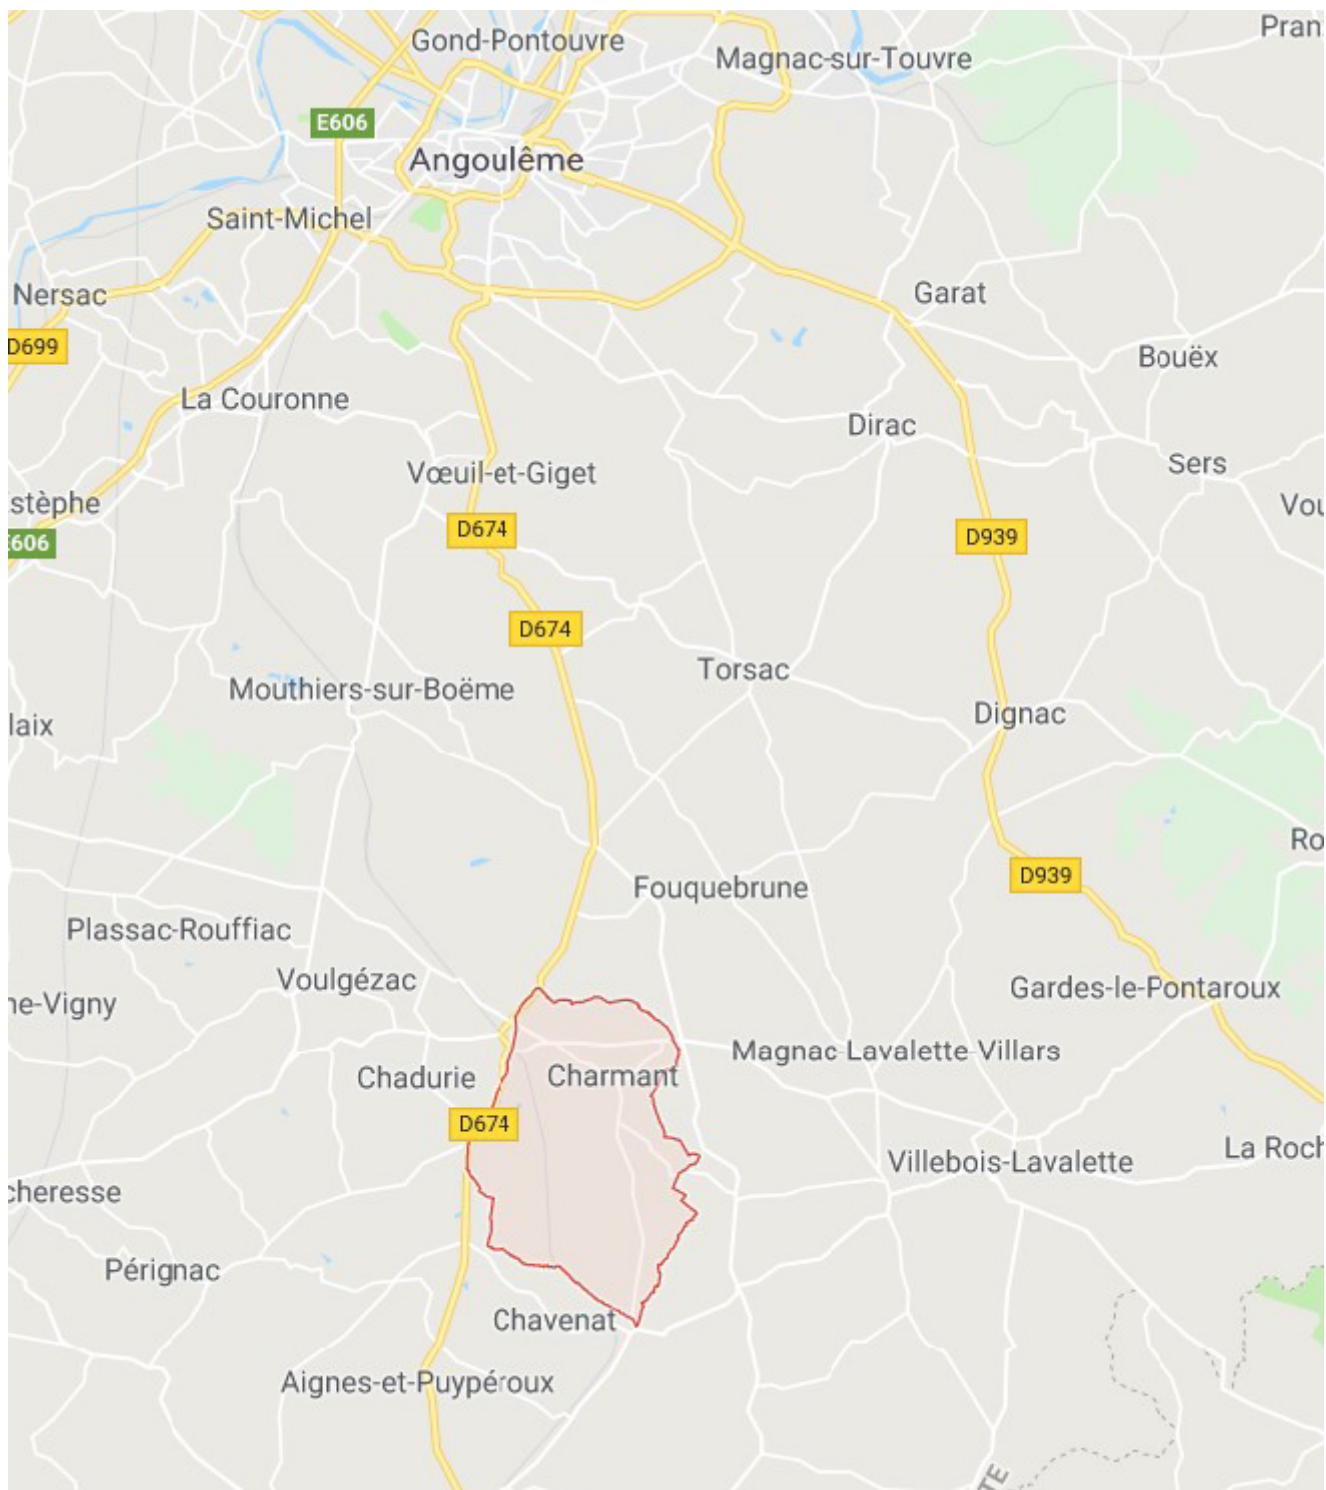 Gond-Pontouvre
Pran
Magnac-sur-Touvre
E606
Angoulême
Saint-Michel
Nersac
Garat
D699
Bouëx
La Couronne
Dirac
Vœuil-et-Giget
Sers
stèphe
Vou
D674
D939
E606
D674
Torsac
Mouthiers-sur-Boëme
Dignac
laix
Ro
D939
Fouquebrune
Plassac-Rouffiac
Voulgézac
Gardes-le-Pontaroux
ne-Vigny
Magnac-Lavalette-Villars
Chadurie
Charmant
D674
La Roch
Villebois-Lavalette
cheresse
Pérignac
Chavenat
Aignes-et-Puypéroux
TE